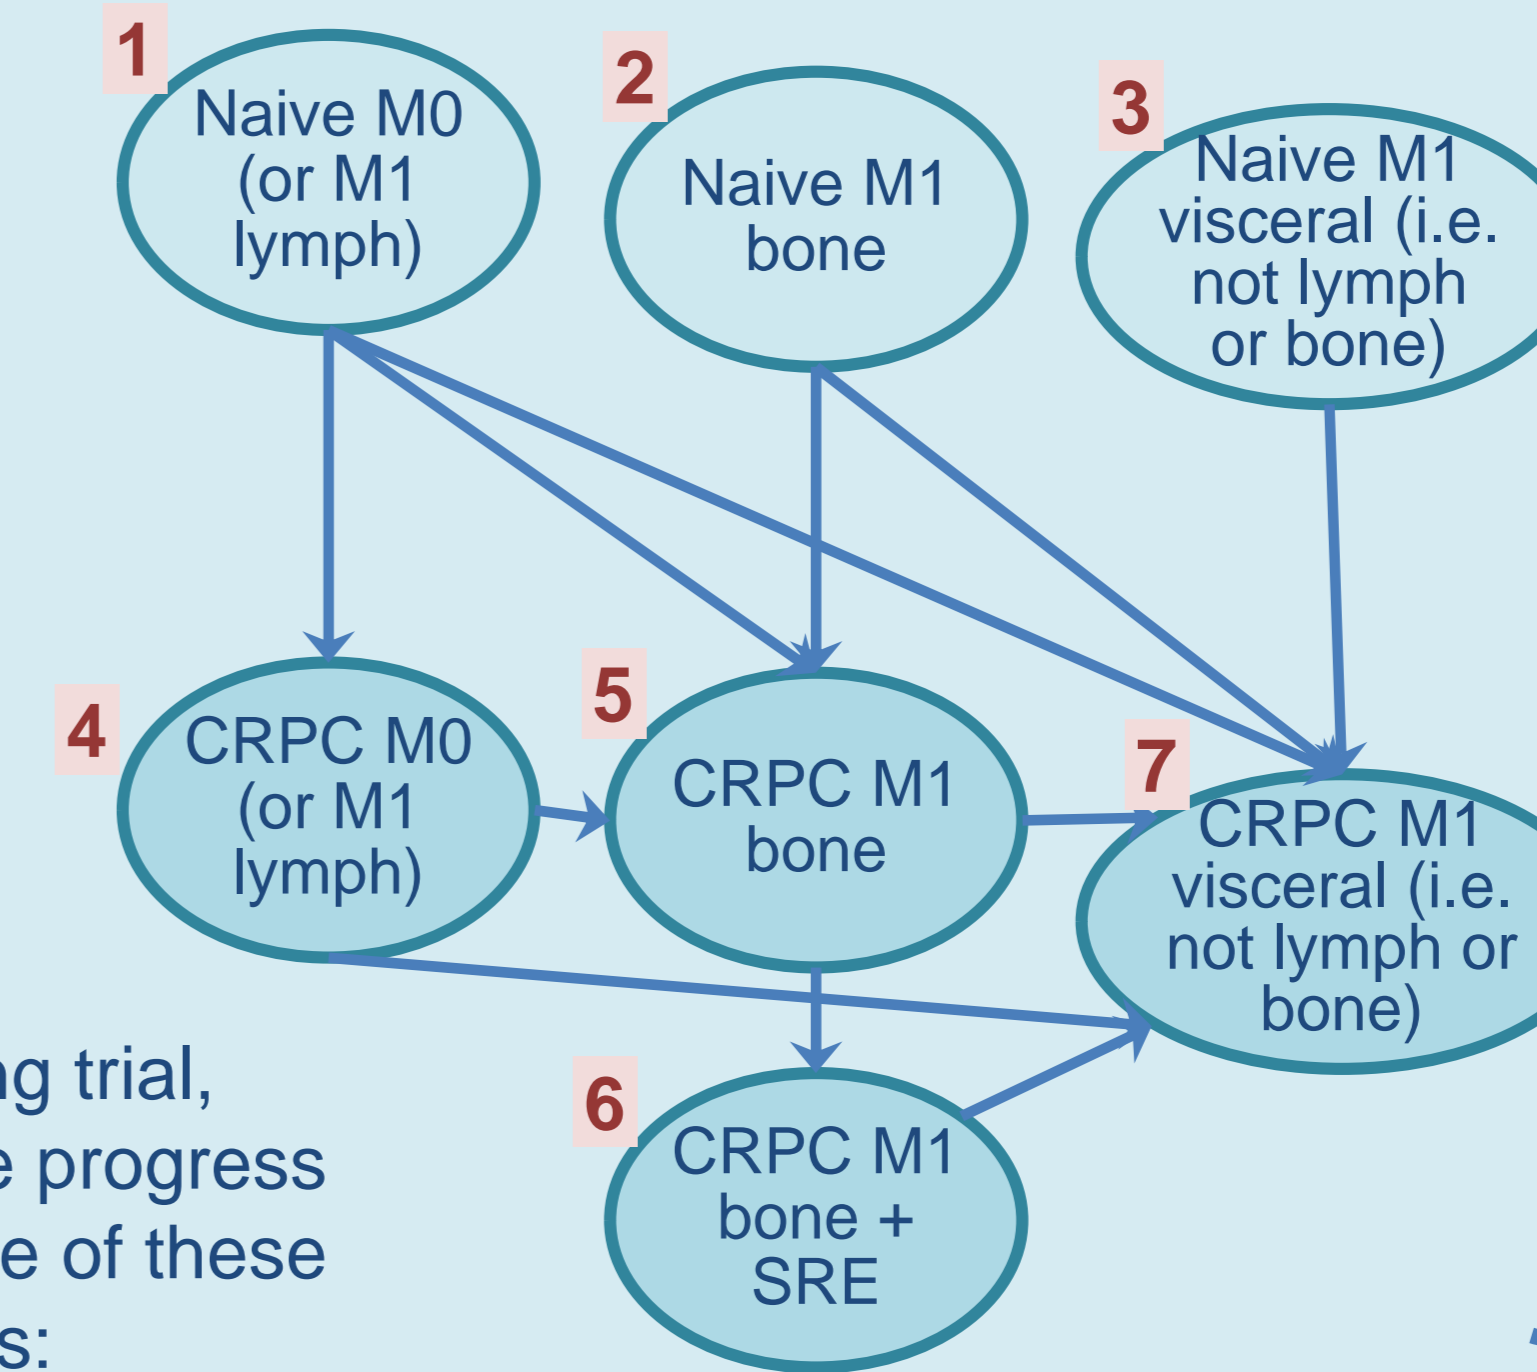 1
Naive M0
(or M1
lymph)
2
Naive M1
bone
3
Naive M1
visceral (i.e.
not lymph
or bone)
4
CRPC M0
(or M1
lymph)
5
CRPC M1
bone
7
CRPC M1
visceral (i.e.
not lymph or
bone)
6
CRPC M1
bone +
SRE
trial,
progress
of these